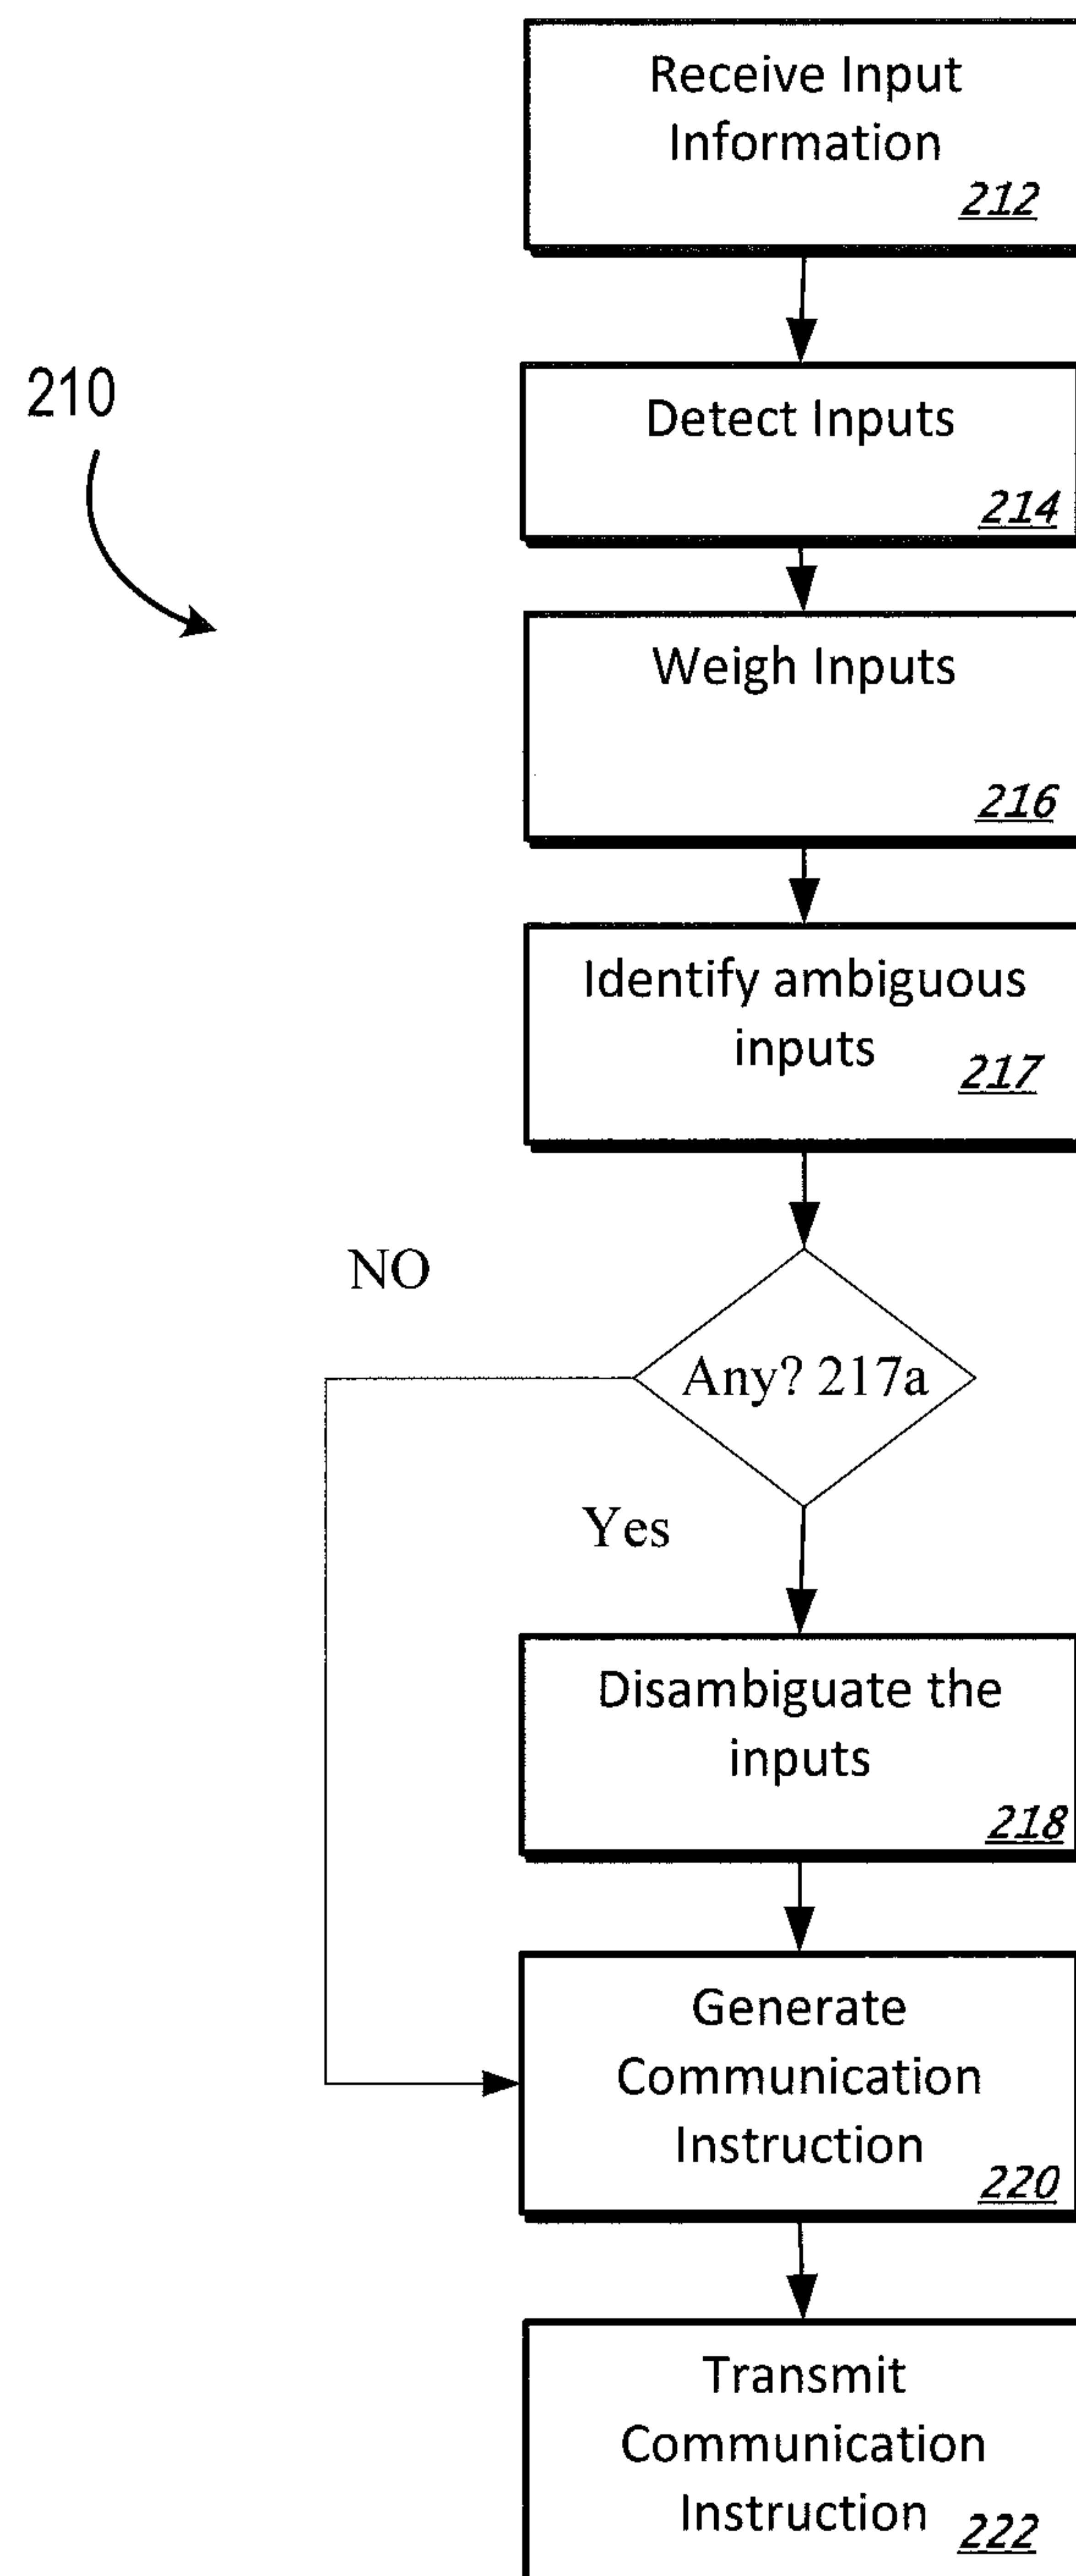 Receive Input
Information
212
210
Detect Inputs
214
Weigh Inputs
216
Identify ambiguous
inputs 217
NO
Any? 217a
Yes
Disambiguate the
inputs
218
Generate
Communication
Instruction
220
Transmit
Communication
Instruction 222